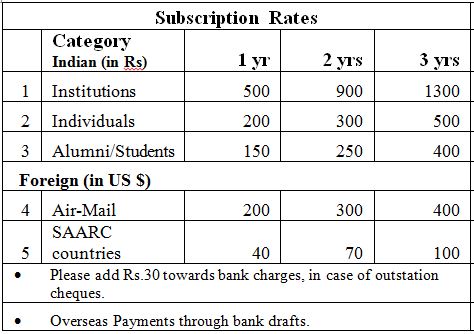 Subscription Rates
Category
Indian (in Rs) 1 yr 2 yrs 3 yrs
1 Institutions 500 900 1300
2 Individuals 200 300 500
3 Alumni/Students 150 250 400
Foreign (in US $)
4 Air-Mail 200 300 400
SAARC
5 countries 40 70 100
• Please add Rs.30 towards bank charges, in case of outstation
cheques.
• Overseas Payments through bank drafts.